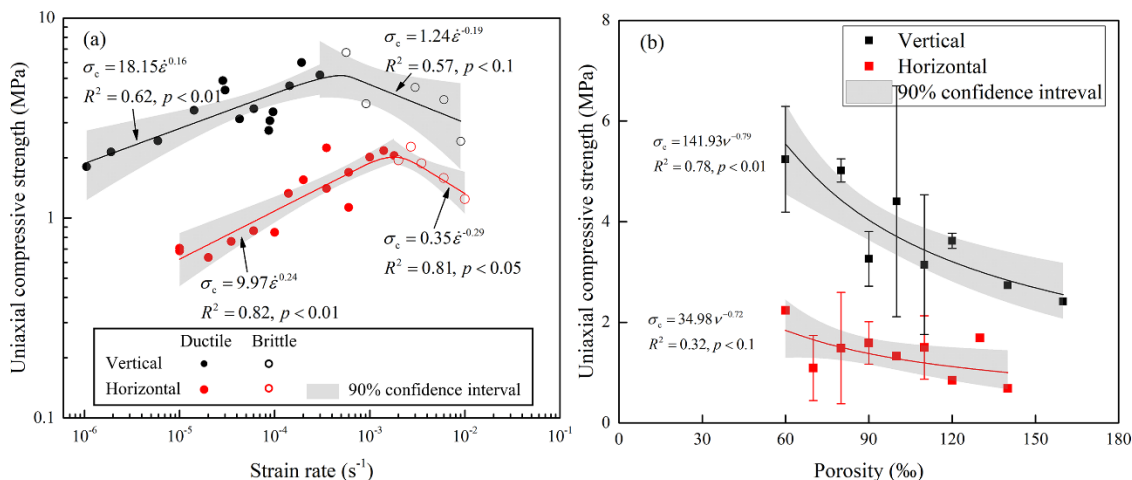 (a)
σc = 18.15ε̇^0.16
R² = 0.62, p < 0.01
σc = 1.24ε̇^-0.19
R² = 0.57, p < 0.1
σc = 9.97ε̇^0.24
R² = 0.82, p < 0.01
σc = 0.35ε̇^-0.29
R² = 0.81, p < 0.05
Ductile Brittle
Vertical
Horizontal
90% confidence interval
Uniaxial compressive strength (MPa)
10
1
0.1
10^-6 10^-5 10^-4 10^-3 10^-2 10^-1
Strain rate (s^-1)
(b)
Vertical
Horizontal
90% confidence intreval
σc = 141.93ν^-0.79
R² = 0.78, p < 0.01
σc = 34.98 ν^-0.72
R² = 0.32, p < 0.1
Uniaxial compressive strength (MPa)
6
4
2
0
0 30 60 90 120 150 180
Porosity (‰)